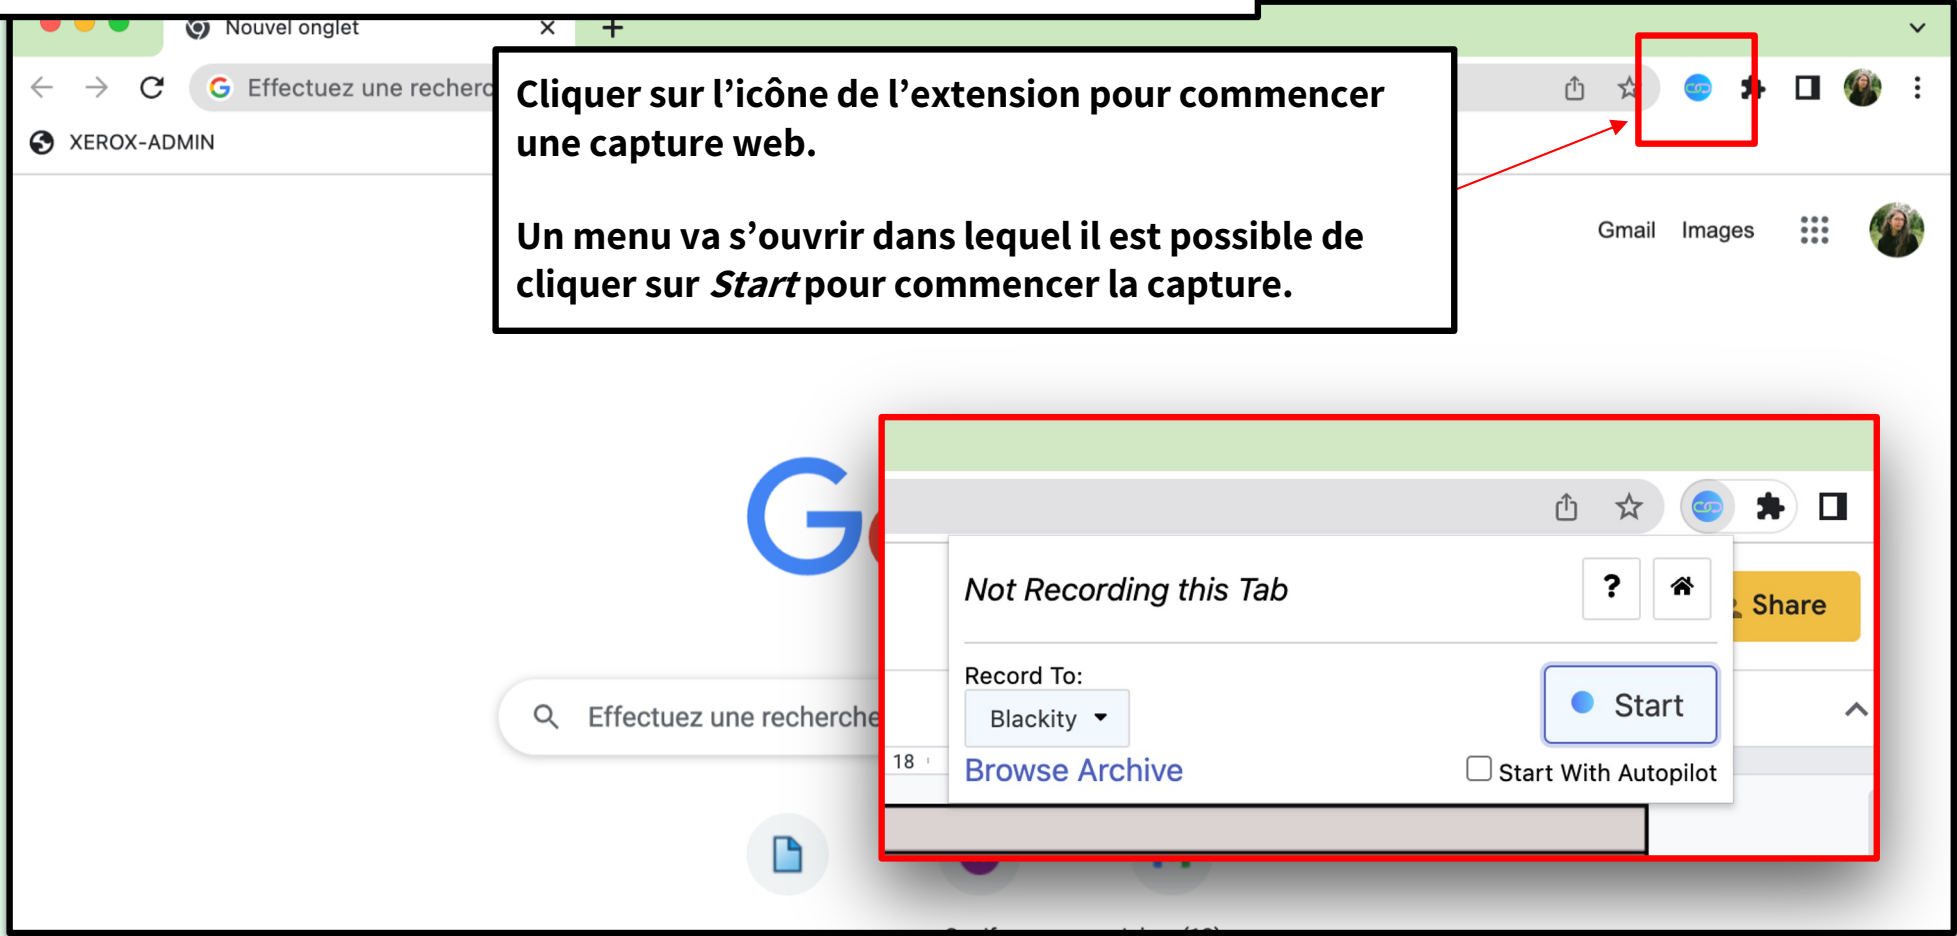 Nouvel onglet
Effectuez une recherc
XEROX-ADMIN
Cliquer sur l’icône de l’extension pour commencer
une capture web.
Un menu va s’ouvrir dans lequel il est possible de
cliquer sur Start pour commencer la capture.
Gmail Images
G
Effectuez une recherche
Not Recording this Tab
?
Share
Record To:
Blackity
Start
18
Browse Archive
Start With Autopilot